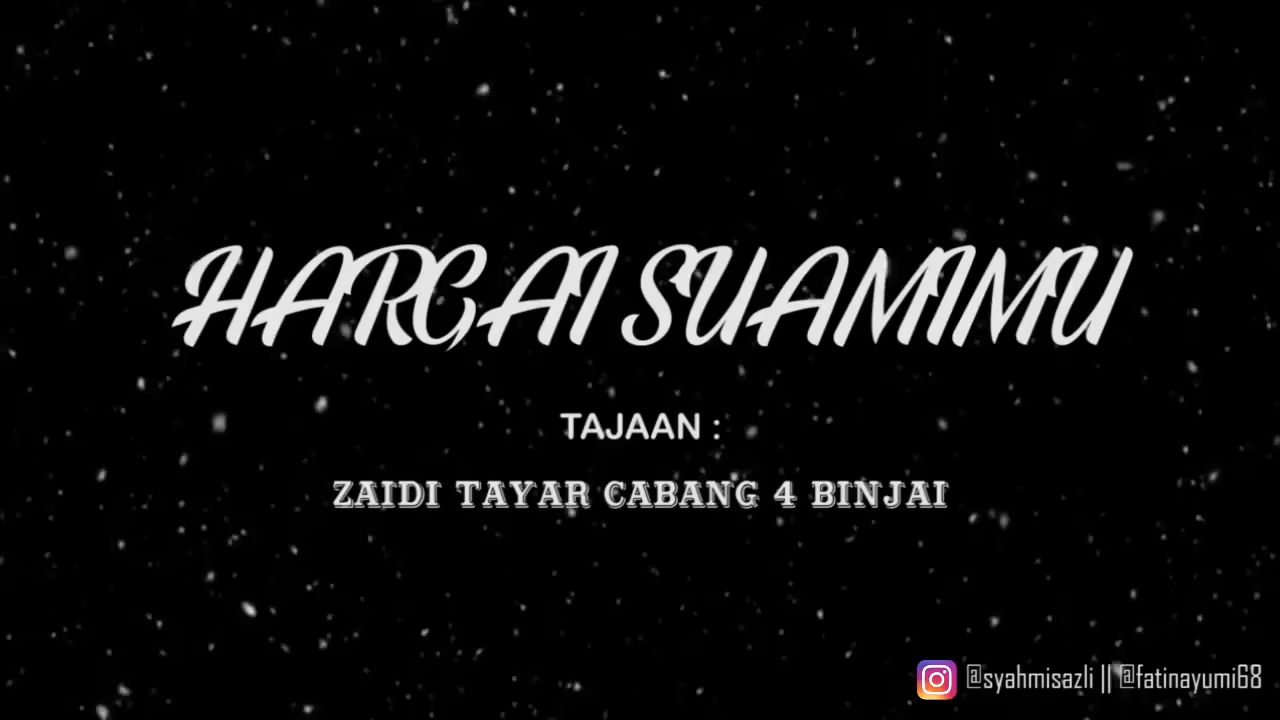 HARGAI SUAMIMU
TAJAAN :
ZAIDI TAYAR CABANG 4 BINJAI
@syahmisazli || @fatinayumi68